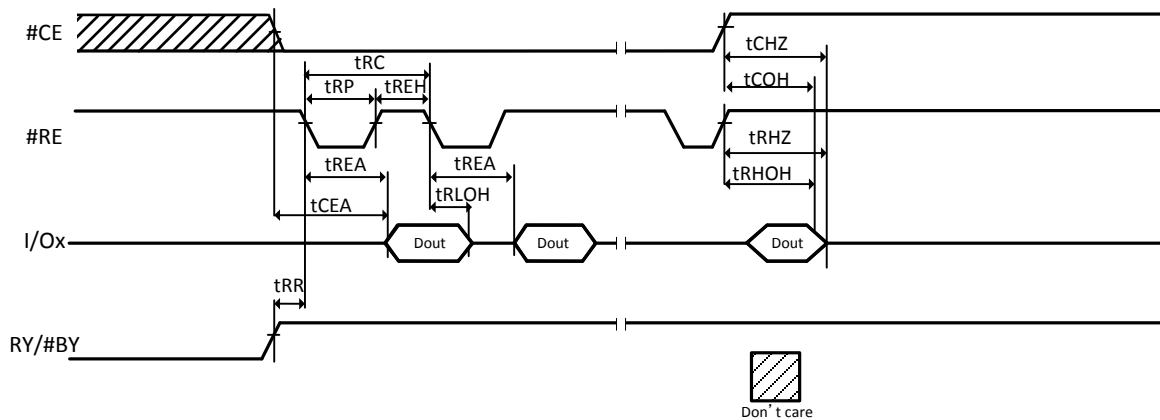 #CE
tCHZ
tRC
tCOH
tRP
tREH
#RE
tRHZ
tREA
tREA
tRHOH
tRLOH
tCEA
I/Ox
Dout
Dout
Dout
tRR
RY/#BY
Don’t care